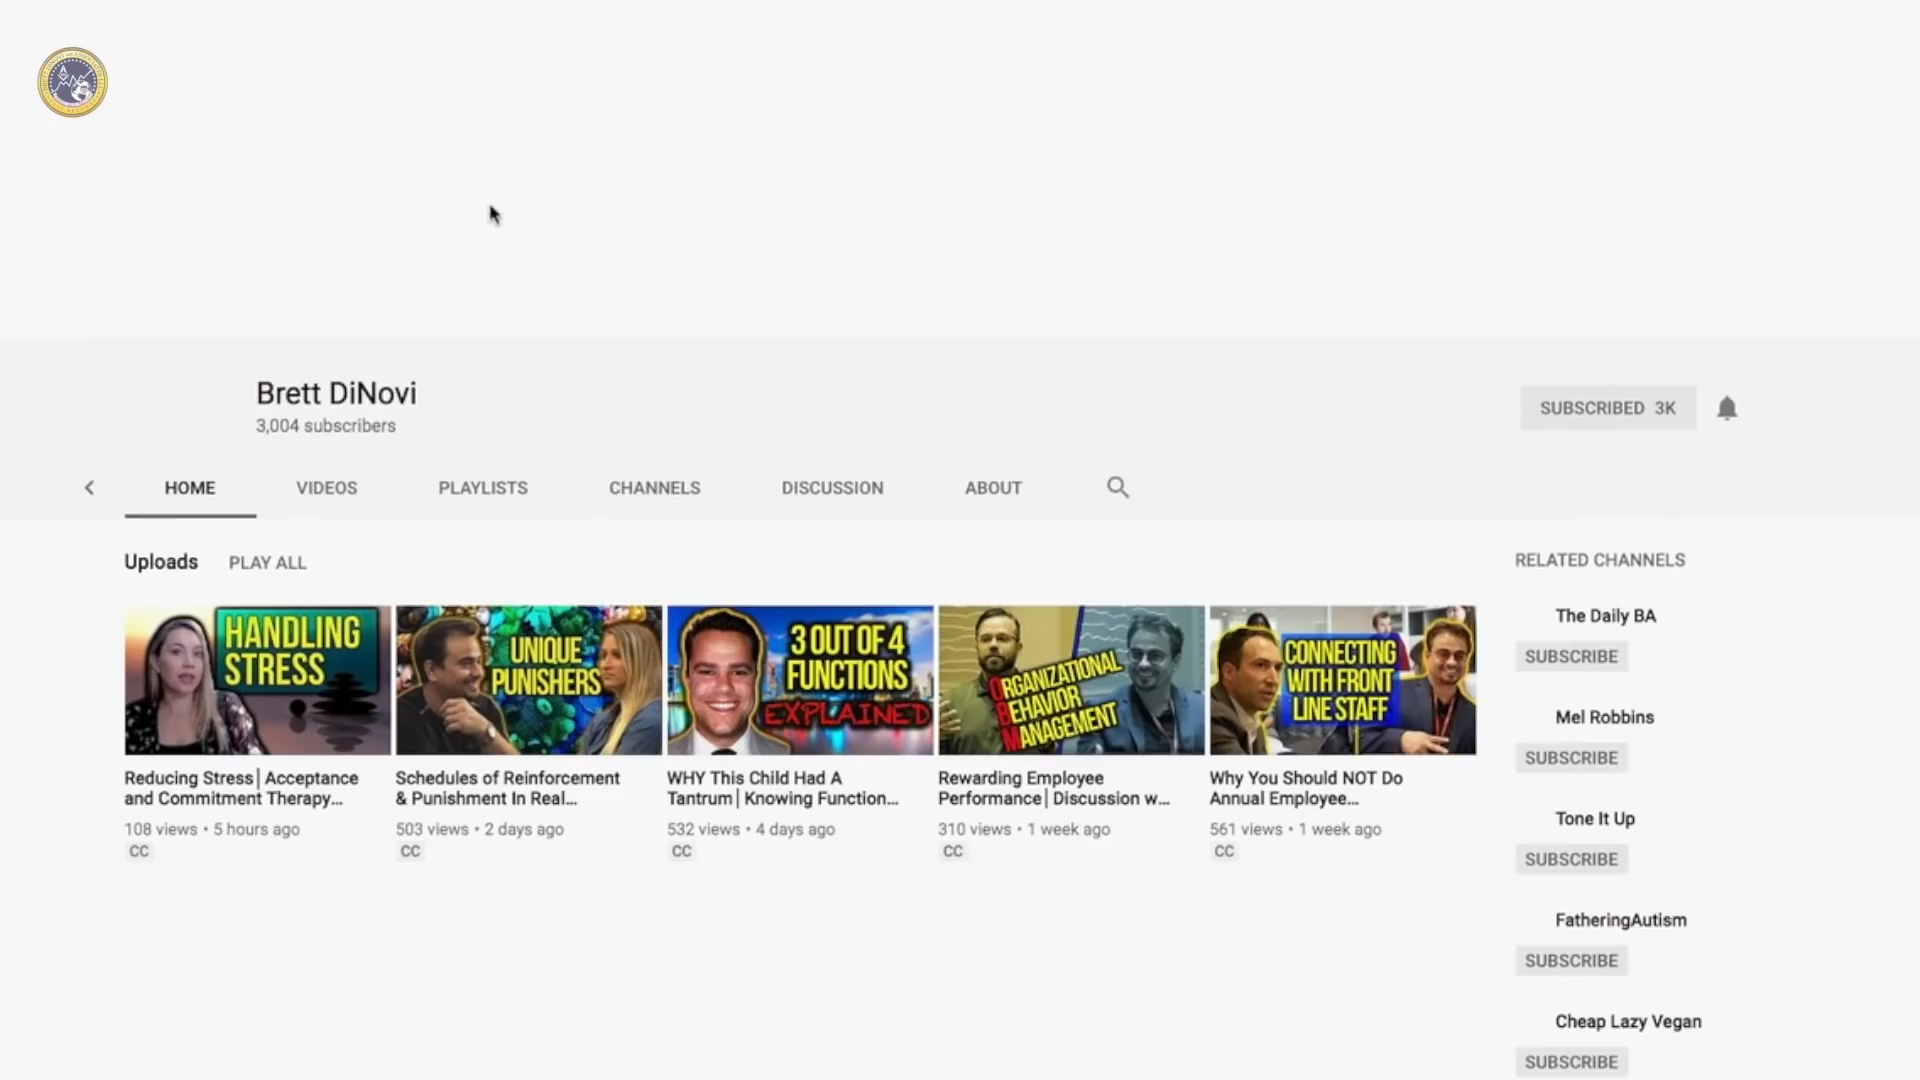 Brett DiNovi
3,004 subscribers
SUBSCRIBED 3K
HOME VIDEOS PLAYLISTS CHANNELS DISCUSSION ABOUT
Uploads PLAY ALL
HANDLING
STRESS
Reducing Stress| Acceptance
and Commitment Therapy...
108 views • 5 hours ago
CC
UNIQUE
PUNISHERS
Schedules of Reinforcement
& Punishment In Real...
503 views • 2 days ago
CC
3 OUT OF 4
FUNCTIONS
EXPLAINED
WHY This Child Had A
Tantrum| Knowing Function...
532 views • 4 days ago
CC
ORGANIZATIONAL
BEHAVIOR
MANAGEMENT
Rewarding Employee
Performance| Discussion w...
310 views • 1 week ago
CC
CONNECTING
WITH FRONT
LINE STAFF
Why You Should NOT Do
Annual Employee...
561 views • 1 week ago
CC
RELATED CHANNELS
The Daily BA
SUBSCRIBE
Mel Robbins
SUBSCRIBE
Tone It Up
SUBSCRIBE
FatheringAutism
SUBSCRIBE
Cheap Lazy Vegan
SUBSCRIBE